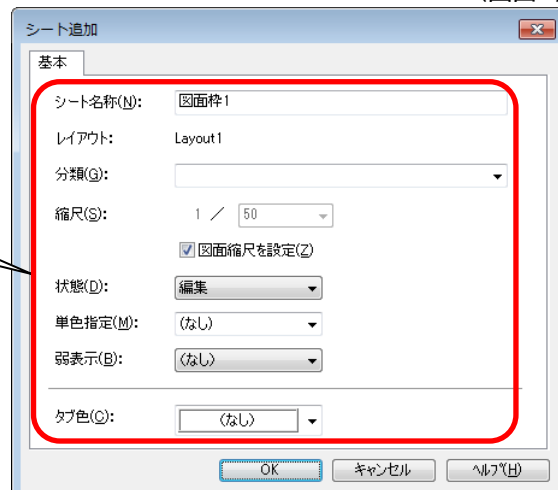 シート追加
基本
シート名称(N): 図面枠1
レイアウト: Layout1
分類(G):
縮尺(S): 1 / 50
図面縮尺を設定(Z)
状態(D): 編集
単色指定(M): (なし)
弱表示(B): (なし)
タブ色(C): (なし)
OK キャンセル ヘルプ(H)